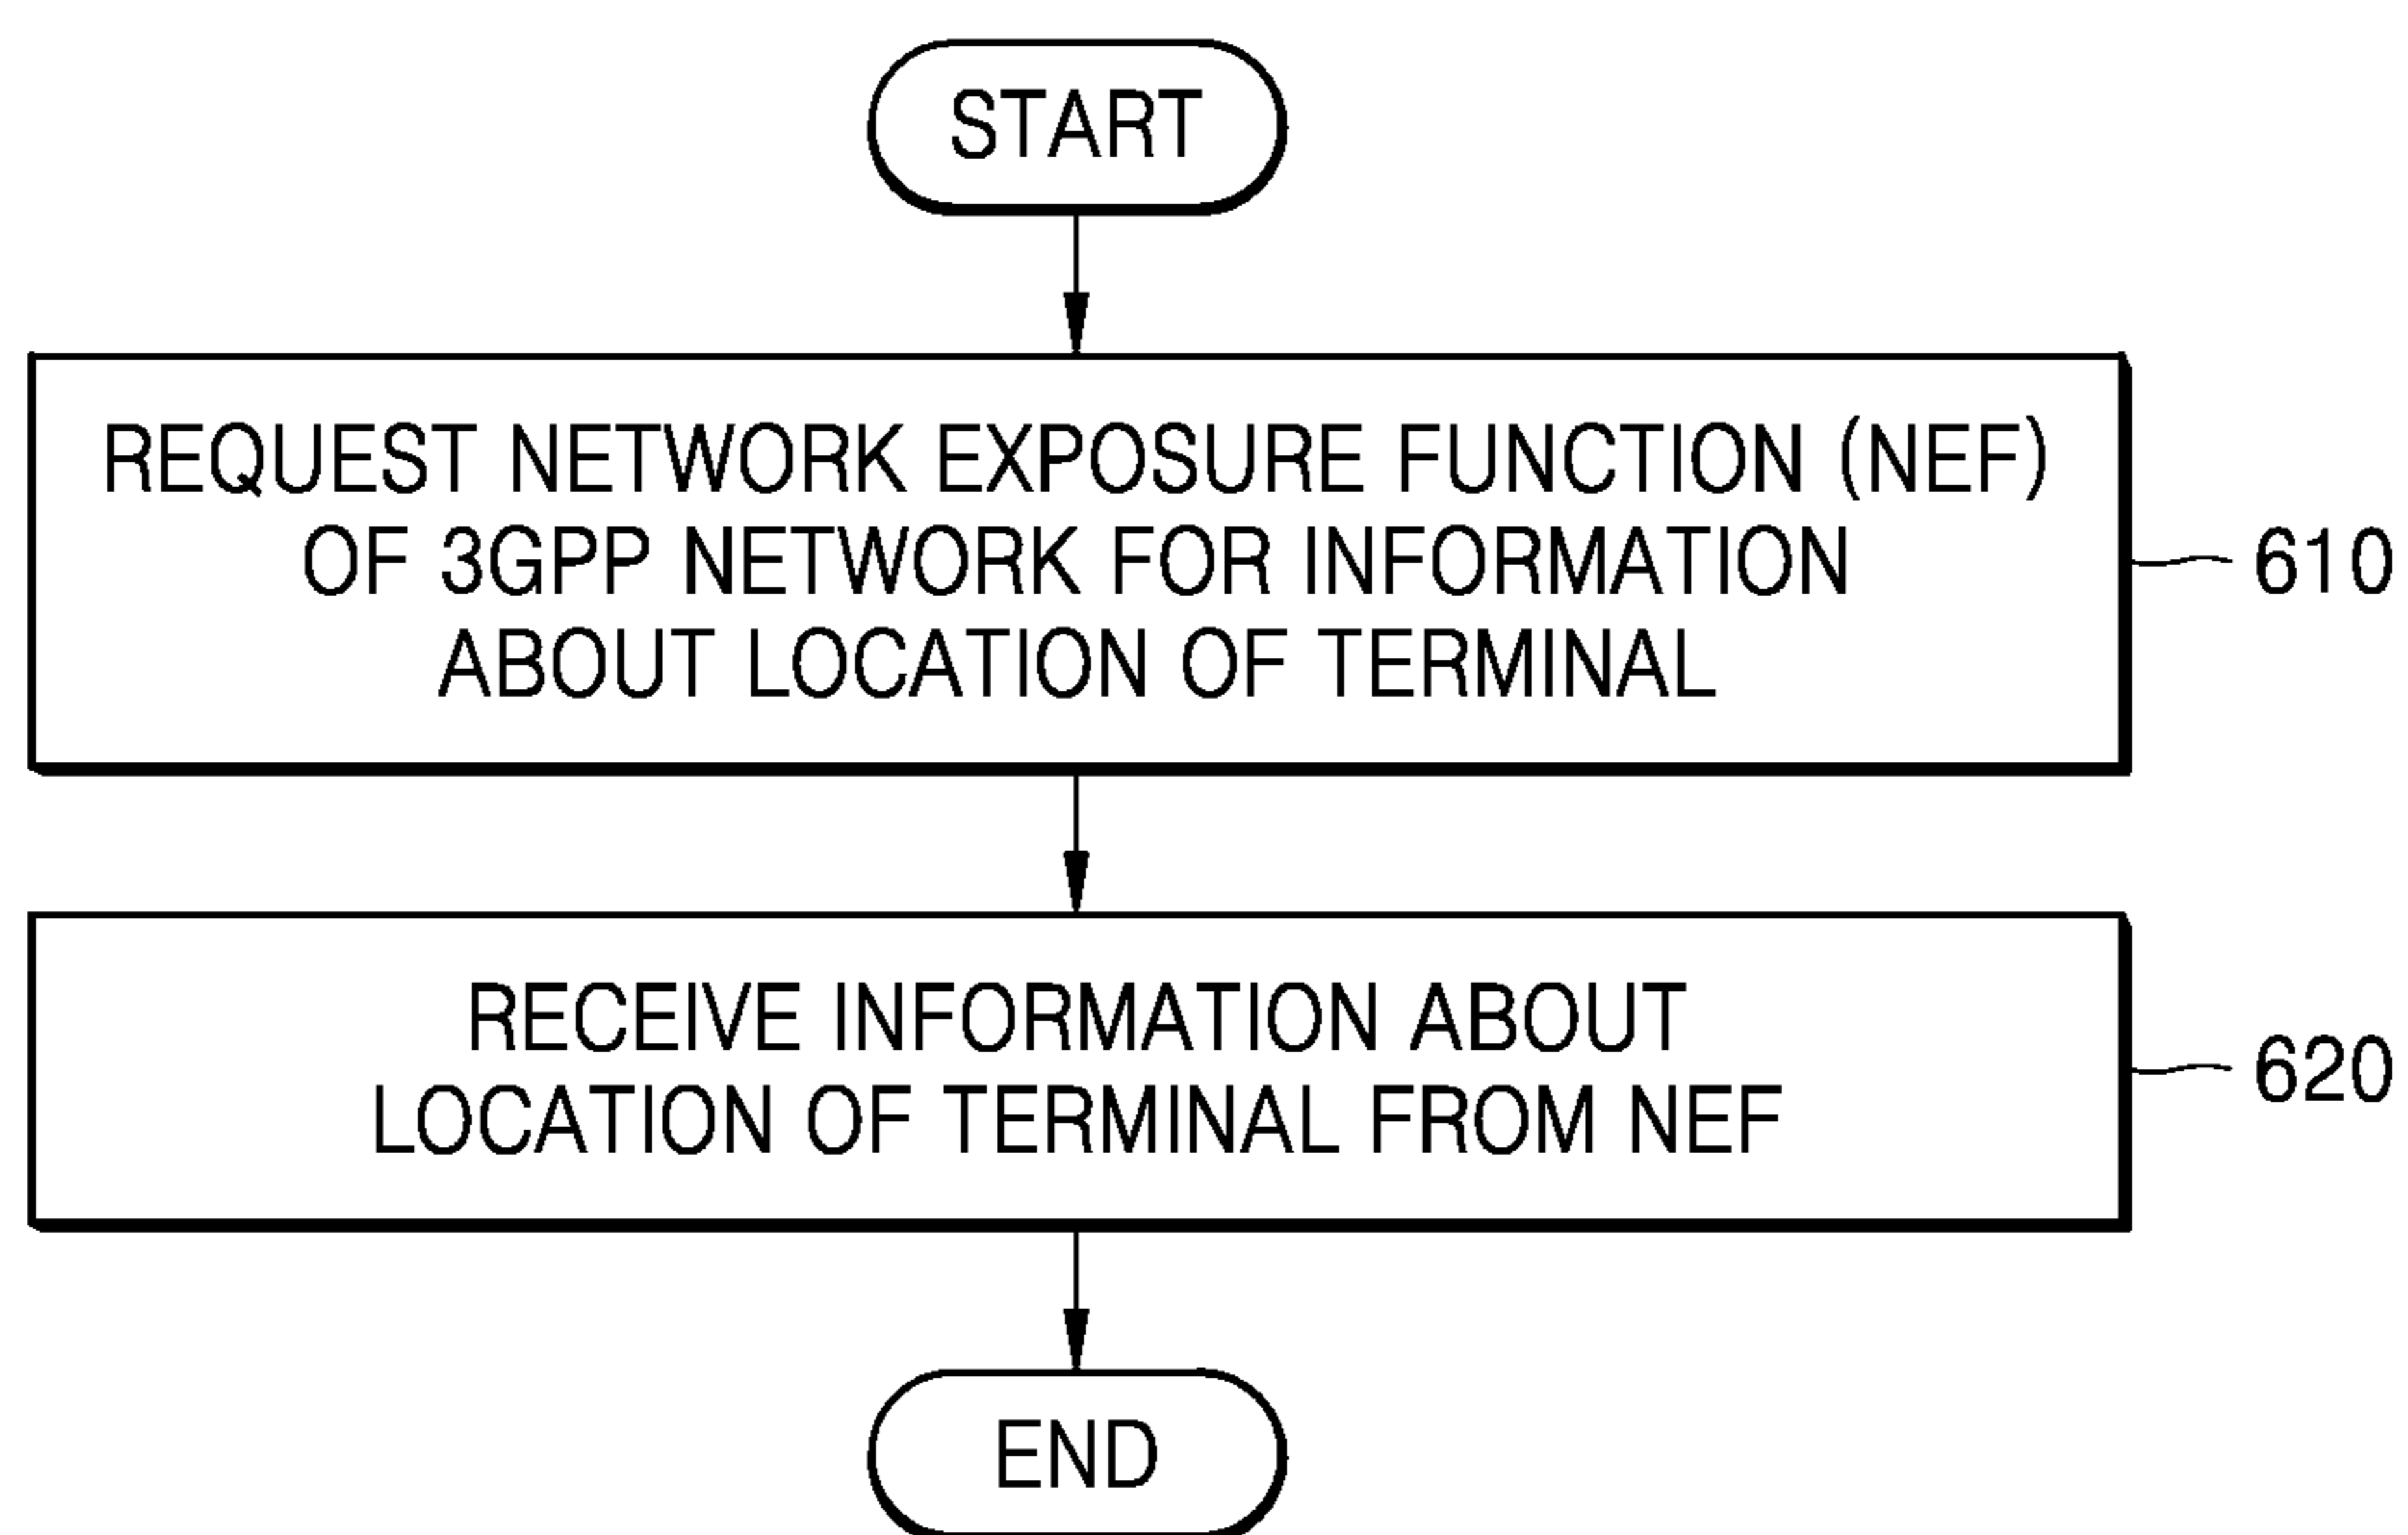 START
REQUEST NETWORK EXPOSURE FUNCTION (NEF)
OF 3GPP NETWORK FOR INFORMATION
ABOUT LOCATION OF TERMINAL
610
RECEIVE INFORMATION ABOUT
LOCATION OF TERMINAL FROM NEF
620
END